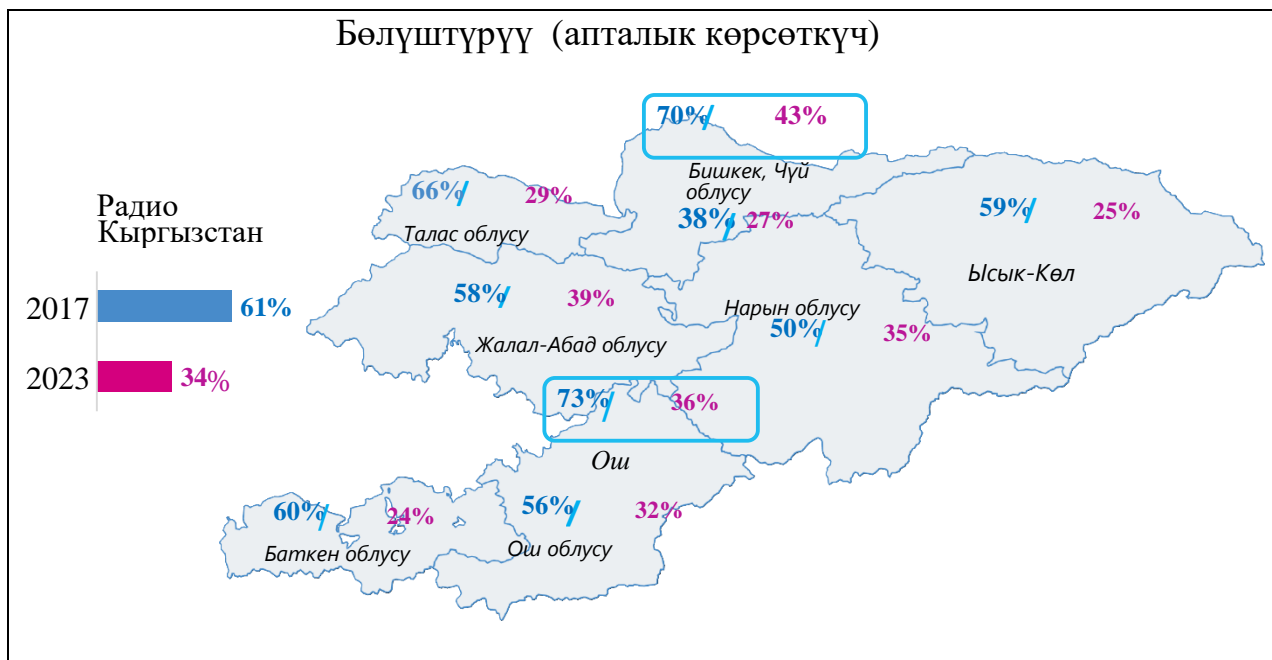 Бөлүштүрүү (апталык көрсөткүч)
70%/ 43%
Бишкек, Чүй
облусу
66%/ 29%
Талас облусу
38%/ 27%
59%/ 25%
Ысык-Көл
Радио
Кыргызстан
2017 61%
2023 34%
58%/ 39%
Жалал-Абад облусу
Нарын облусу
50%/ 35%
73%/ 36%
Ош
60%/ 24%
Баткен облусу
56%/ 32%
Ош облусу